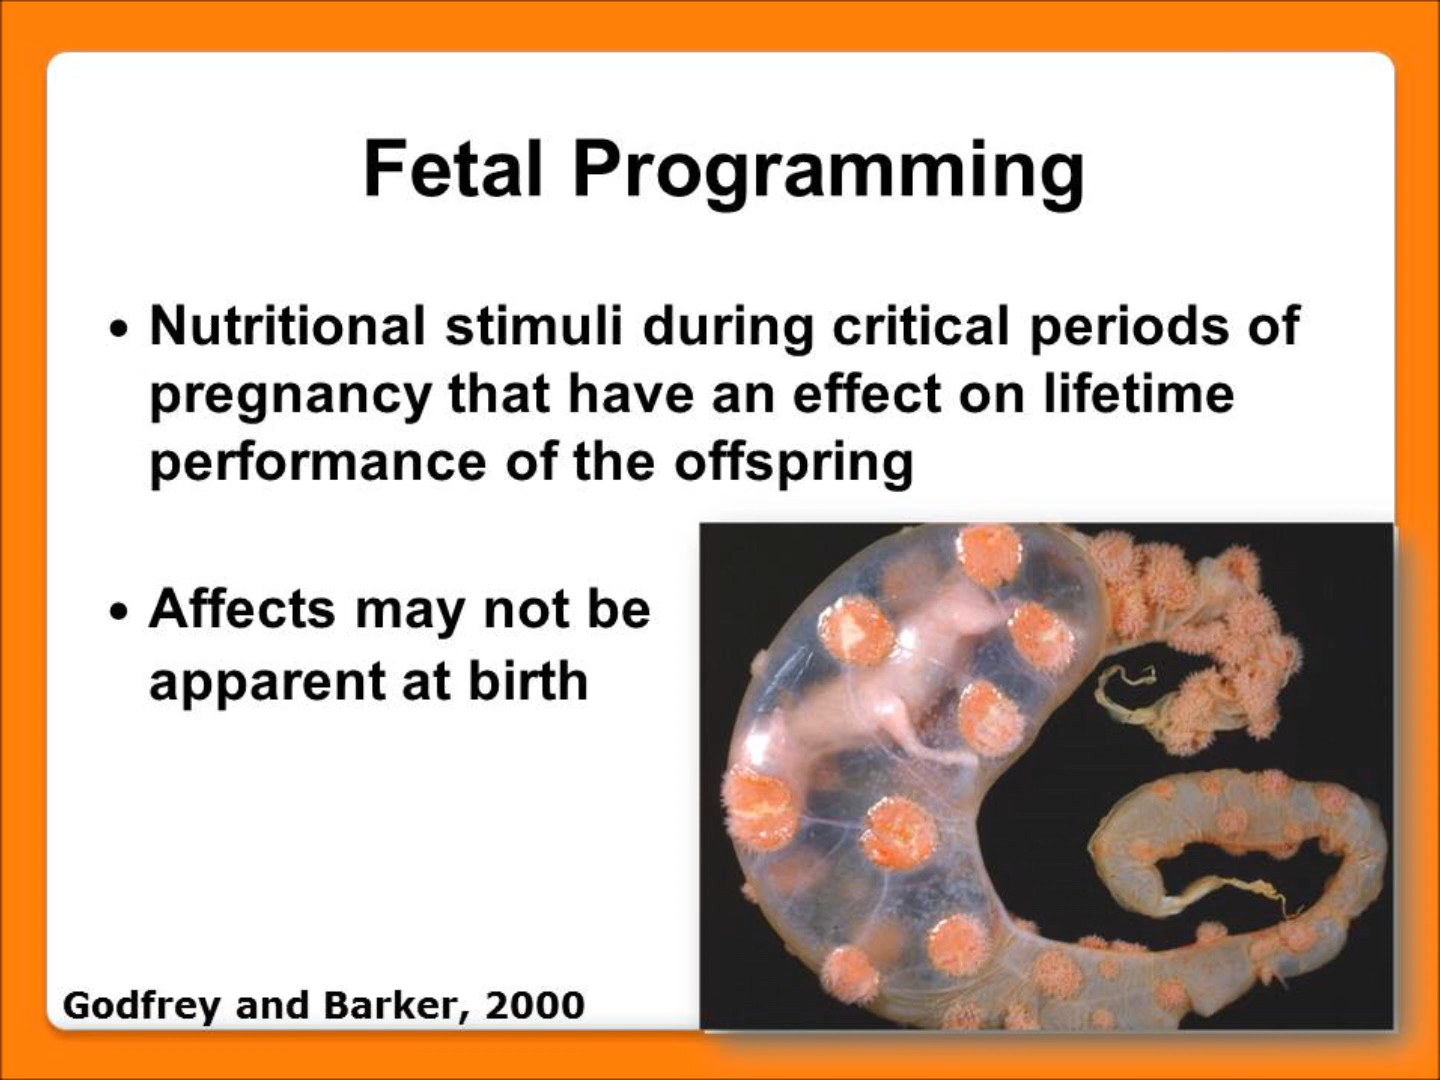 Fetal Programming
• Nutritional stimuli during critical periods of
pregnancy that have an effect on lifetime
performance of the offspring
• Affects may not be
apparent at birth
Godfrey and Barker, 2000